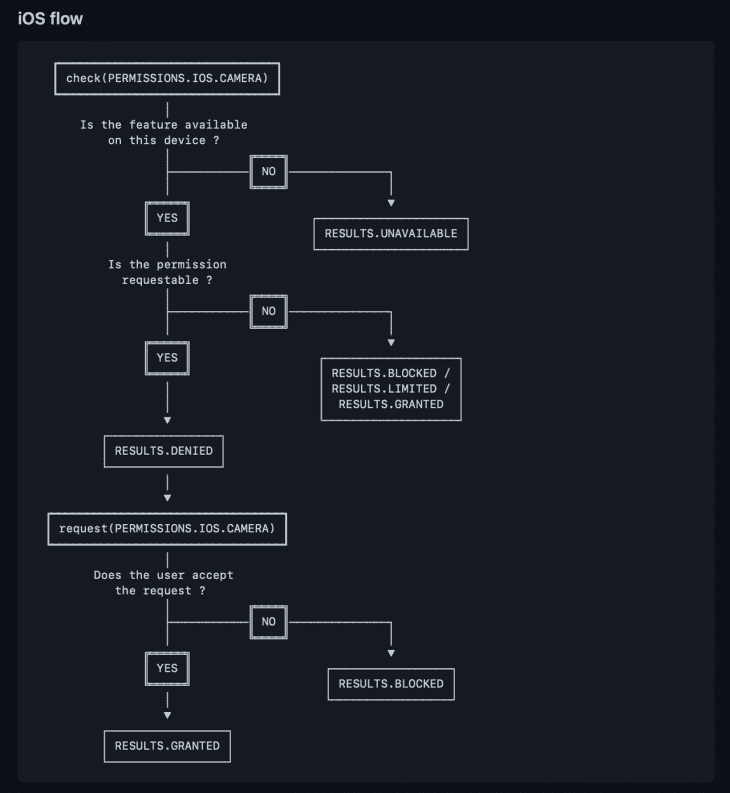 iOS flow
check(PERMISSIONS.IOS.CAMERA)
Is the feature available
on this device ?
NO
YES
RESULTS.UNAVAILABLE
Is the permission
requestable ?
NO
YES
RESULTS.BLOCKED /
RESULTS.LIMITED /
RESULTS.GRANTED
RESULTS.DENIED
request(PERMISSIONS.IOS.CAMERA)
Does the user accept
the request ?
NO
YES
RESULTS.BLOCKED
RESULTS.GRANTED